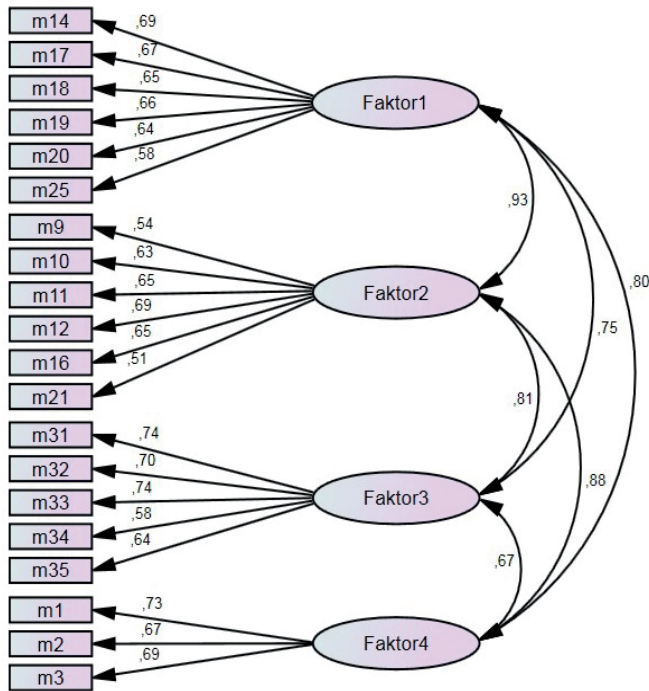 m14
,69
m17
,67
m18
,65
m19
,66
m20
,64
m25
,58
Faktor1
m9
,54
m10
,63
m11
,65
m12
,69
m16
,65
m21
,51
Faktor2
m31
,74
m32
,70
m33
,74
m34
,58
m35
,64
Faktor3
m1
,73
m2
,67
m3
,69
Faktor4
,93
,80
,75
,81
,88
,67